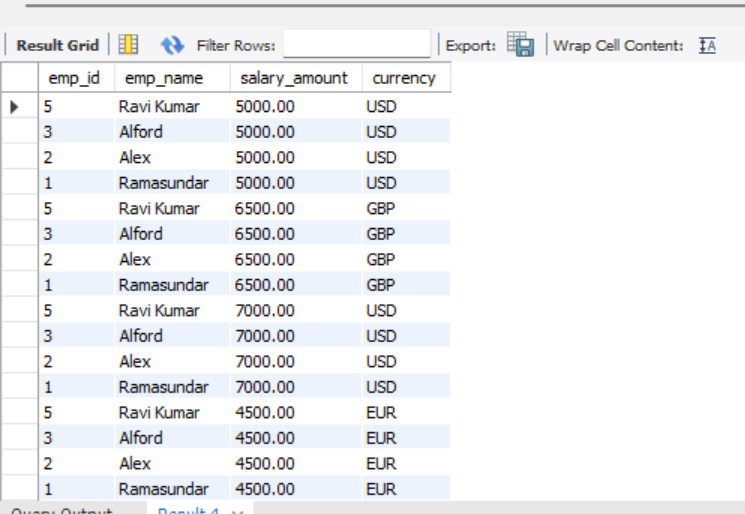 Result Grid Filter Rows: Export: Wrap Cell Content: IA
emp_id emp_name salary_amount currency
5 Ravi Kumar 5000.00 USD
3 Alford 5000.00 USD
2 Alex 5000.00 USD
1 Ramasundar 5000.00 USD
5 Ravi Kumar 6500.00 GBP
3 Alford 6500.00 GBP
2 Alex 6500.00 GBP
1 Ramasundar 6500.00 GBP
5 Ravi Kumar 7000.00 USD
3 Alford 7000.00 USD
2 Alex 7000.00 USD
1 Ramasundar 7000.00 USD
5 Ravi Kumar 4500.00 EUR
3 Alford 4500.00 EUR
2 Alex 4500.00 EUR
1 Ramasundar 4500.00 EUR
Query Output Result 4